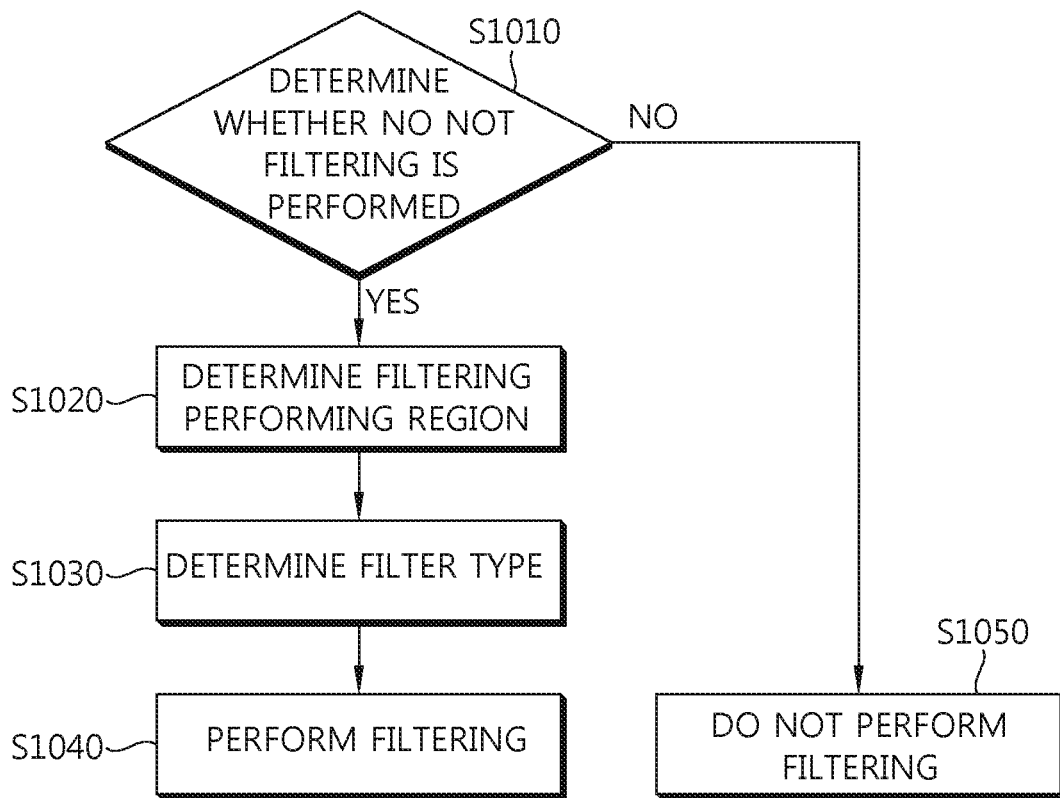 S1010
DETERMINE
WHETHER NO NOT
FILTERING IS
PERFORMED
NO
YES
S1020
DETERMINE FILTERING
PERFORMING REGION
S1030
DETERMINE FILTER TYPE
S1040
PERFORM FILTERING
S1050
DO NOT PERFORM
FILTERING